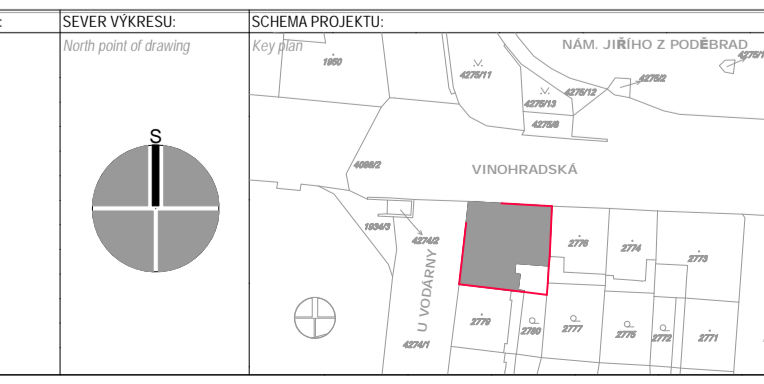 :
SEVER VÝKRESU:
North point of drawing
S
SCHEMA PROJEKTU:
Key plan
1960
4275/11
NÁM. JIŘÍHO Z PODĚBRAD
4275/2
4275/12
4275/13
4275/8
4098/2
VINOHRADSKÁ
1934/3
4274/2
U VODÁRNY
4274/1
2776
2774
2773
2779
2780
2777
2775
2772
2771